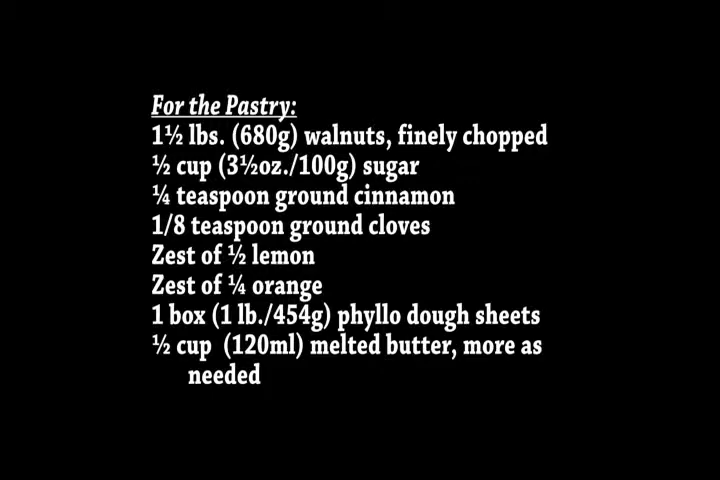 For the Pastry:
1½ lbs. (680g) walnuts, finely chopped
½ cup (3½oz./100g) sugar
¼ teaspoon ground cinnamon
1/8 teaspoon ground cloves
Zest of ½ lemon
Zest of ¼ orange
1 box (1 lb./454g) phyllo dough sheets
½ cup (120ml) melted butter, more as
needed